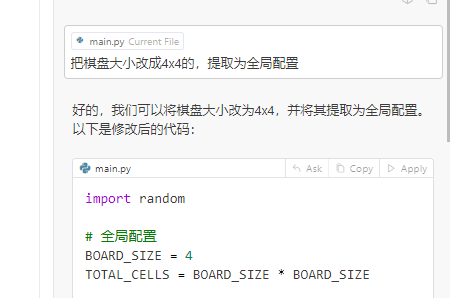 main.py Current File
把棋盘大小改成4x4的，提取为全局配置
好的，我们可以将棋盘大小改为4x4，并将其提取为全局配置。
以下是修改后的代码：
main.py Ask Copy Apply
import random
# 全局配置
BOARD_SIZE = 4
TOTAL_CELLS = BOARD_SIZE * BOARD_SIZE